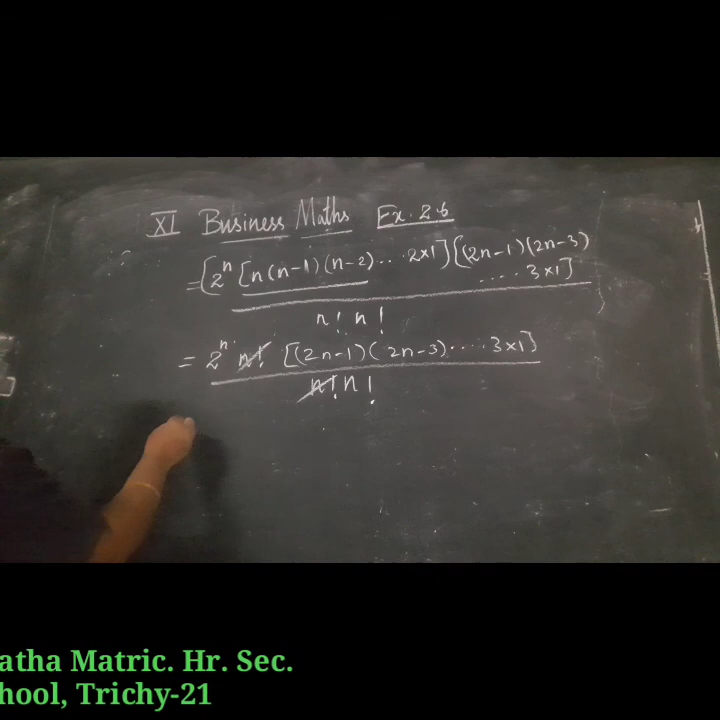 XI Business Maths Ex. 2.6
= [2ⁿ [n(n-1)(n-2)....2×1] [(2n-1)(2n-3)
.... 3×1]
n! n!
= 2ⁿ n! [(2n-1)(2n-3)....3×1]
n! n!
atha Matric. Hr. Sec.
hool, Trichy-21